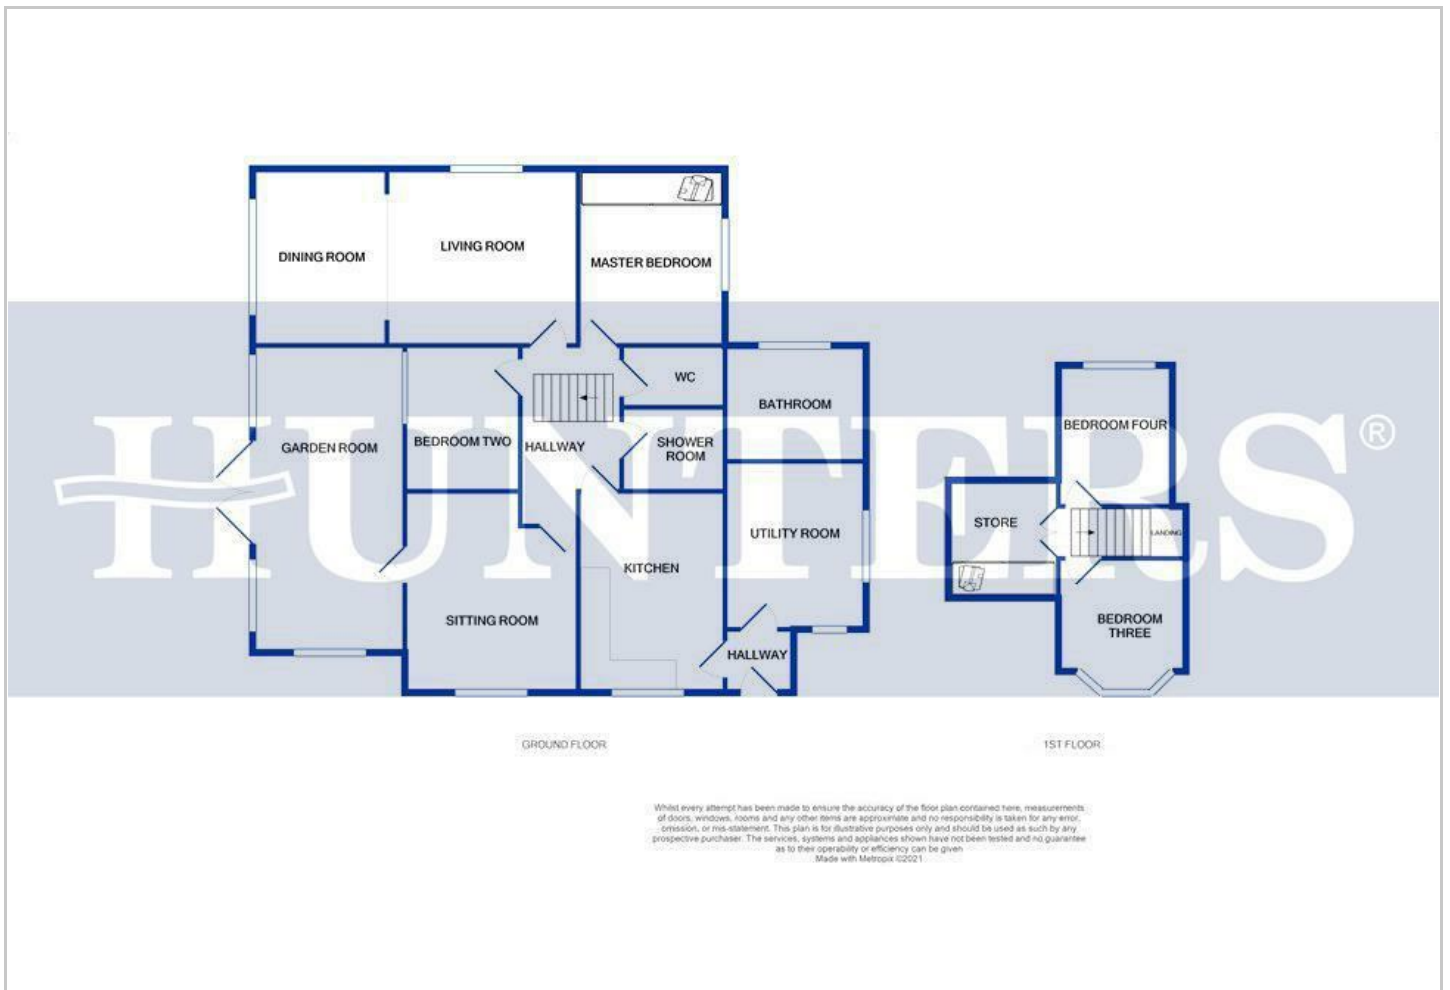 DINING ROOM
LIVING ROOM
MASTER BEDROOM
WC
BATHROOM
GARDEN ROOM
BEDROOM TWO
HALLWAY
SHOWER
ROOM
UTILITY ROOM
KITCHEN
SITTING ROOM
HALLWAY
BEDROOM FOUR
STORE
LANDING
BEDROOM
THREE
HUNTERS®
GROUND FLOOR
1ST FLOOR
Whilst every attempt has been made to ensure the accuracy of the floor plan contained here, measurements
of doors, windows, rooms and any other items are approximate and no responsibility is taken for any error,
omission, or mis-statement. This plan is for illustrative purposes only and should be used as such by any
prospective purchaser. The services, systems and appliances shown have not been tested and no guarantee
as to their operability or efficiency can be given
Made with Metropix ©2021